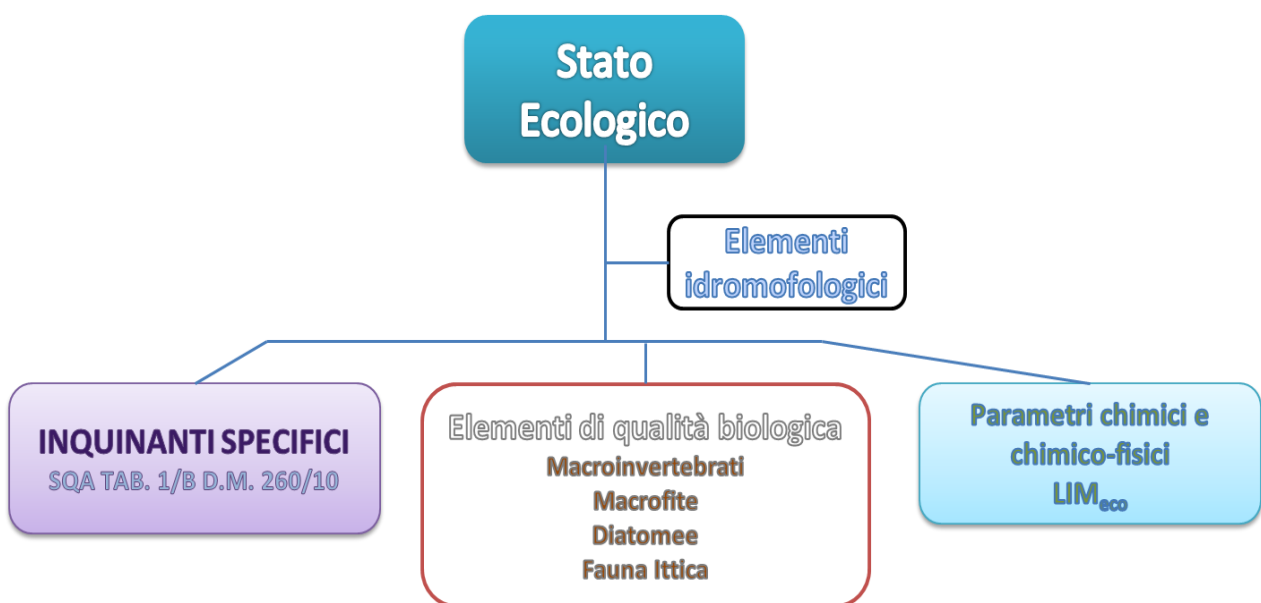 Stato
Ecologico
Elementi
idromofologici
INQUINANTI SPECIFICI
SQA TAB. 1/B D.M. 260/10
Elementi di qualità biologica
Macroinvertebrati
Macrofite
Diatomee
Fauna Ittica
Parametri chimici e
chimico-fisici
LIMeco